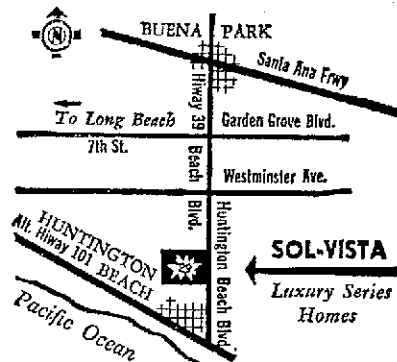 N
BUENA PARK
Santa Ana Frwy
Hiway 39
To Long Beach
7th St.
Garden Grove Blvd.
Beach Blvd.
Westminster Ave.
HUNTINGTON BEACH
Alt. Hiway 101
Huntington Beach Blvd.
Pacific Ocean
SOL-VISTA
Luxury Series
Homes